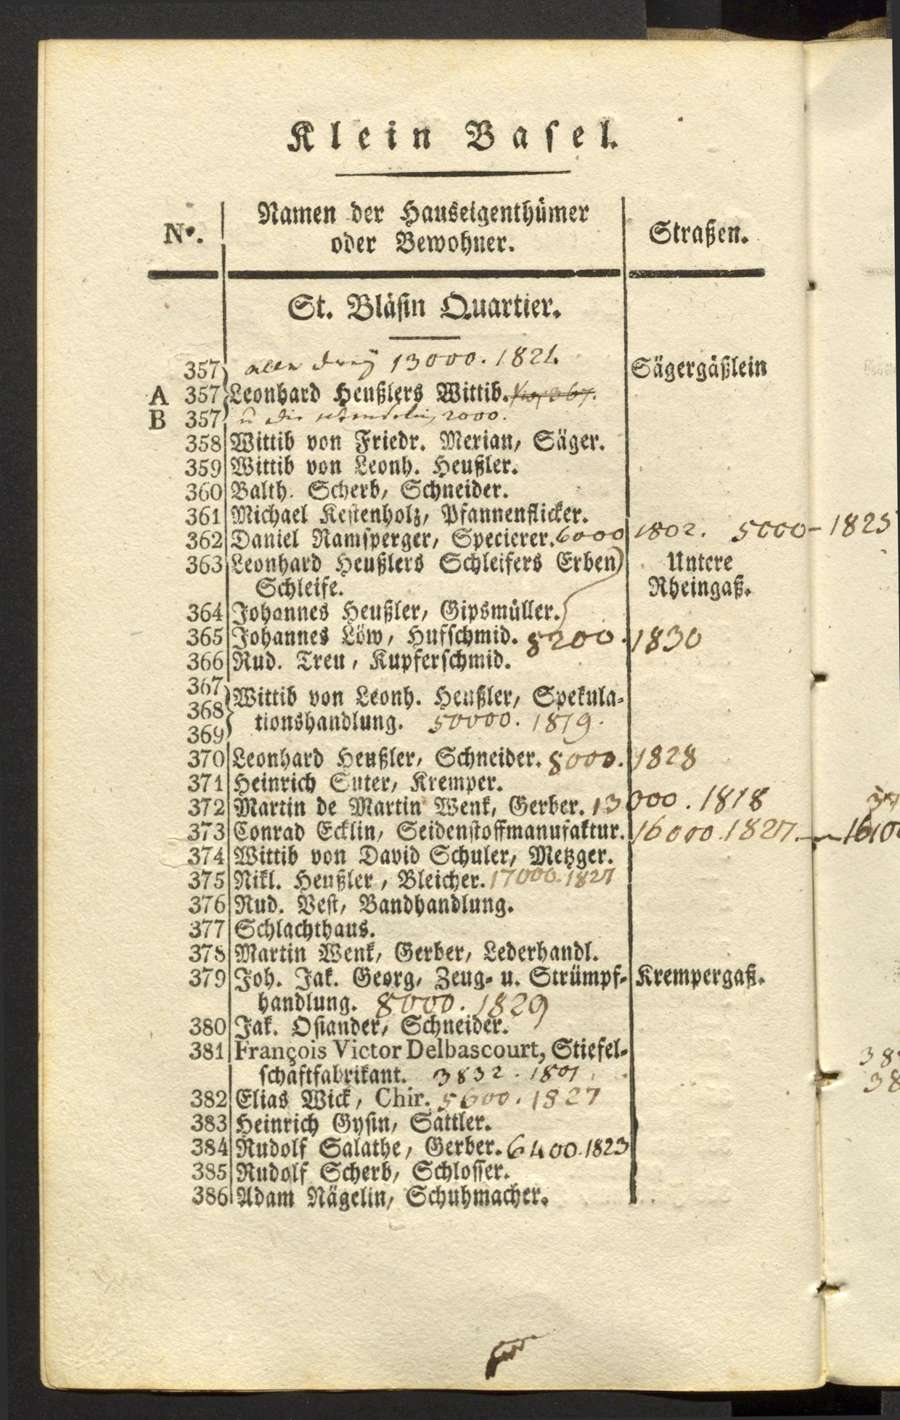 Klein Basel.
No. Namen der Hauseigenthümer oder Bewohner. Straßen.
St. Bläsin Quartier.
357 alle drey 13000. 1821. Sägergäßlein
A 357 Leonhard Heußlers Wittib.
B 357 u die 2000.
358 Wittib von Friedr. Merian, Säger.
359 Wittib von Leonh. Heußler.
360 Balth. Scherb, Schneider.
361 Michael Kestenholz, Pfannenflicker.
362 Daniel Ramsperger, Specierer. 6000 1802. 5000 - 1825
363 Leonhard Heußlers Schleifers Erben Untere
Schleife. Rheingaß.
364 Johannes Heußler, Gipsmüller.
365 Johannes Löw, Hufschmid. 8200. 1830
366 Rud. Treu, Kupferschmid.
367
368 Wittib von Leonh. Heußler, Spekula-
369 tionshandlung. 50000. 1819.
370 Leonhard Heußler, Schneider. 8000. 1828
371 Heinrich Suter, Kremper.
372 Martin de Martin Wenk, Gerber. 13000. 1818
373 Conrad Ecklin, Seidenstoffmanufaktur. 16000. 1827.
374 Wittib von David Schuler, Metzger.
375 Nikl. Heußler, Bleicher. 17000. 1827
376 Rud. Vest, Bandhandlung.
377 Schlachthaus.
378 Martin Wenk, Gerber, Lederhandl.
379 Joh. Jak. Georg, Zeug- u. Strümpf- Krempergaß.
handlung. 8000. 1829
380 Jak. Osiander, Schneider.
381 François Victor Delbascourt, Stiefel-
schäftfabrikant. 3832. 1807.
382 Elias Wick, Chir. 5600. 1827
383 Heinrich Gysin, Sattler.
384 Rudolf Salathe, Gerber. 6400. 1823
385 Rudolf Scherb, Schlosser.
386 Adam Nägelin, Schuhmacher.